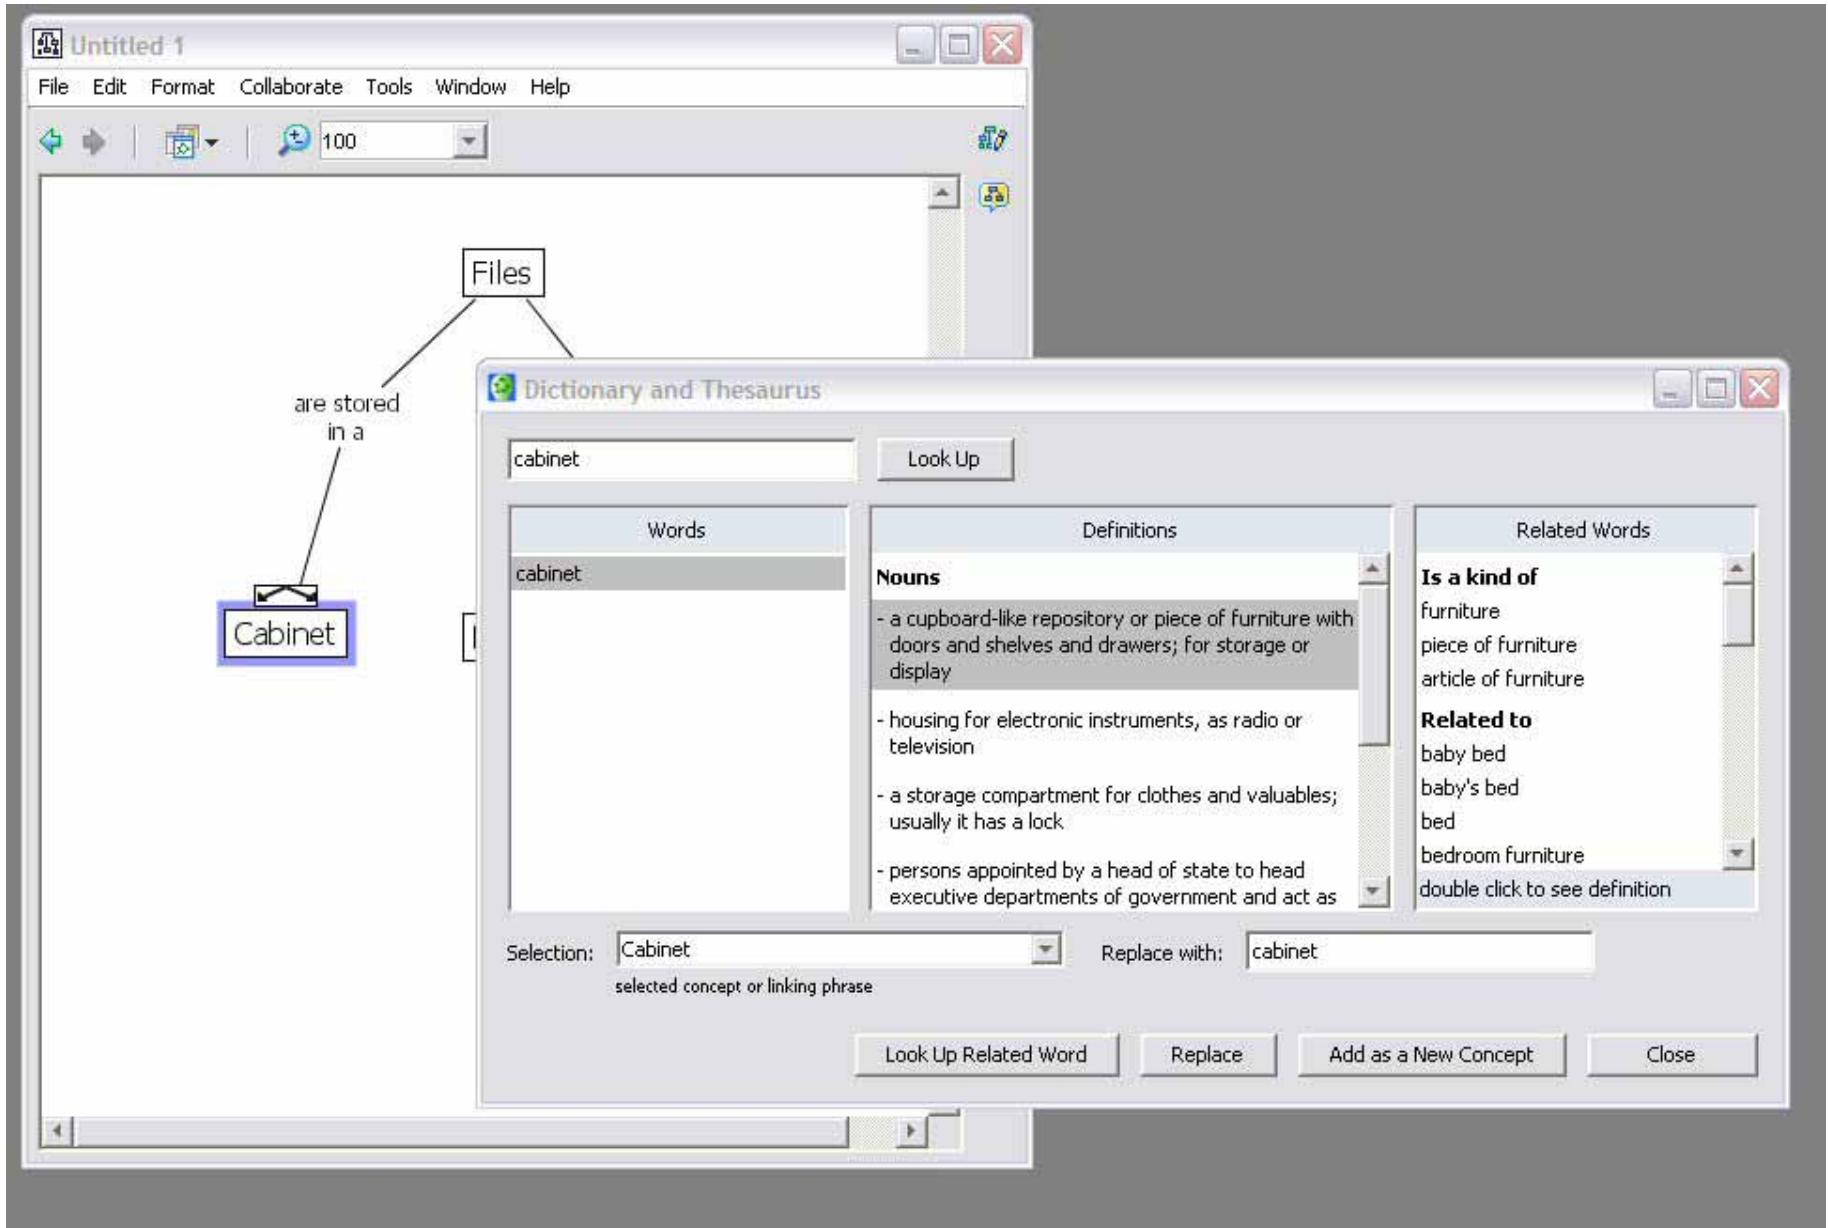 Untitled 1
File Edit Format Collaborate Tools Window Help
100
Files
are stored
in a
Cabinet
Dictionary and Thesaurus
cabinet
Look Up
Words
cabinet
Definitions
Nouns
- a cupboard-like repository or piece of furniture with
doors and shelves and drawers; for storage or
display
- housing for electronic instruments, as radio or
television
- a storage compartment for clothes and valuables;
usually it has a lock
- persons appointed by a head of state to head
executive departments of government and act as
Related Words
Is a kind of
furniture
piece of furniture
article of furniture
Related to
baby bed
baby's bed
bed
bedroom furniture
double click to see definition
Selection: Cabinet
selected concept or linking phrase
Replace with: cabinet
Look Up Related Word
Replace
Add as a New Concept
Close